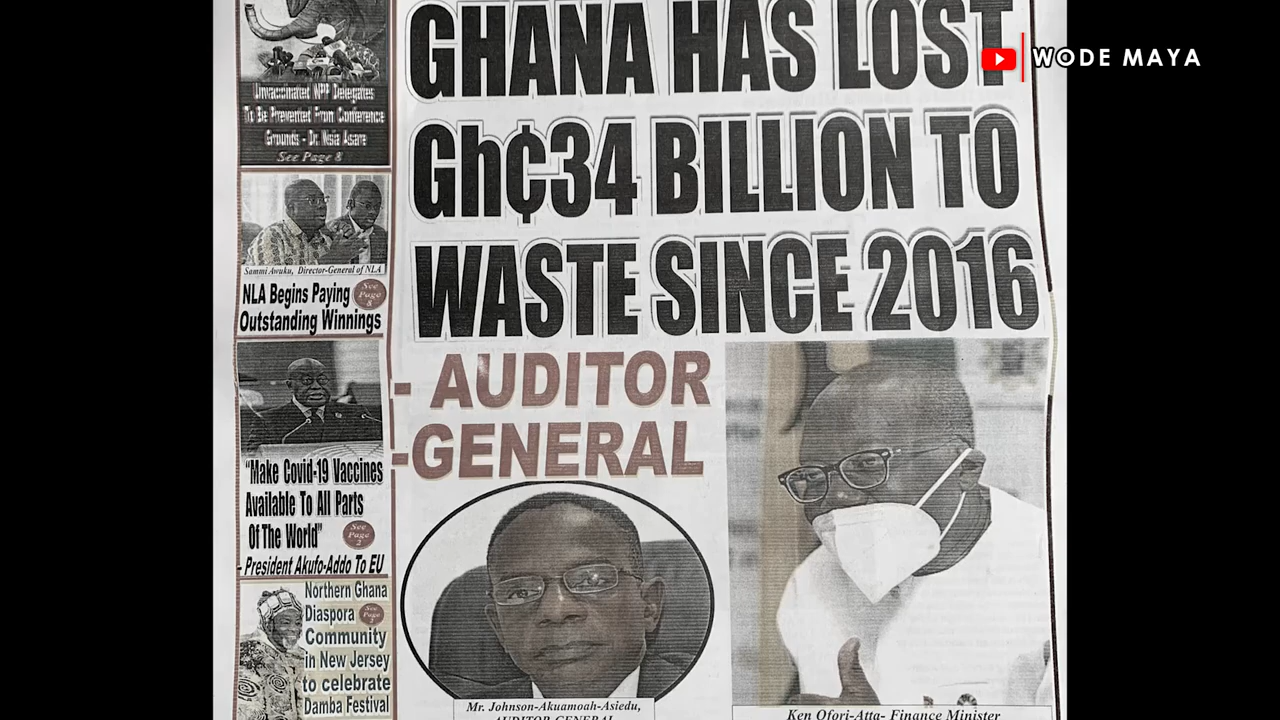 GHANA HAS LOST
Gh¢34 BILLION TO
WASTE SINCE 2016
- AUDITOR
-GENERAL
WODE MAYA
Unvaccinated NPP Delegates
To Be Prevented From Conference
Grounds - Dr. Nsia Asare
See Page 8
Sammi Awuku, Director-General of NLA
NLA Begins Paying
Outstanding Winnings
See Page 8
"Make Covid-19 Vaccines
Available To All Parts
Of The World"
See Page 2
- President Akufo-Addo To EU
Northern Ghana
Diaspora
See Page
Community
in New Jersey
to celebrate
Damba Festival
Mr. Johnson-Akuamoah-Asiedu,
AUDITOR GENERAL
Ken Ofori-Atta- Finance Minister